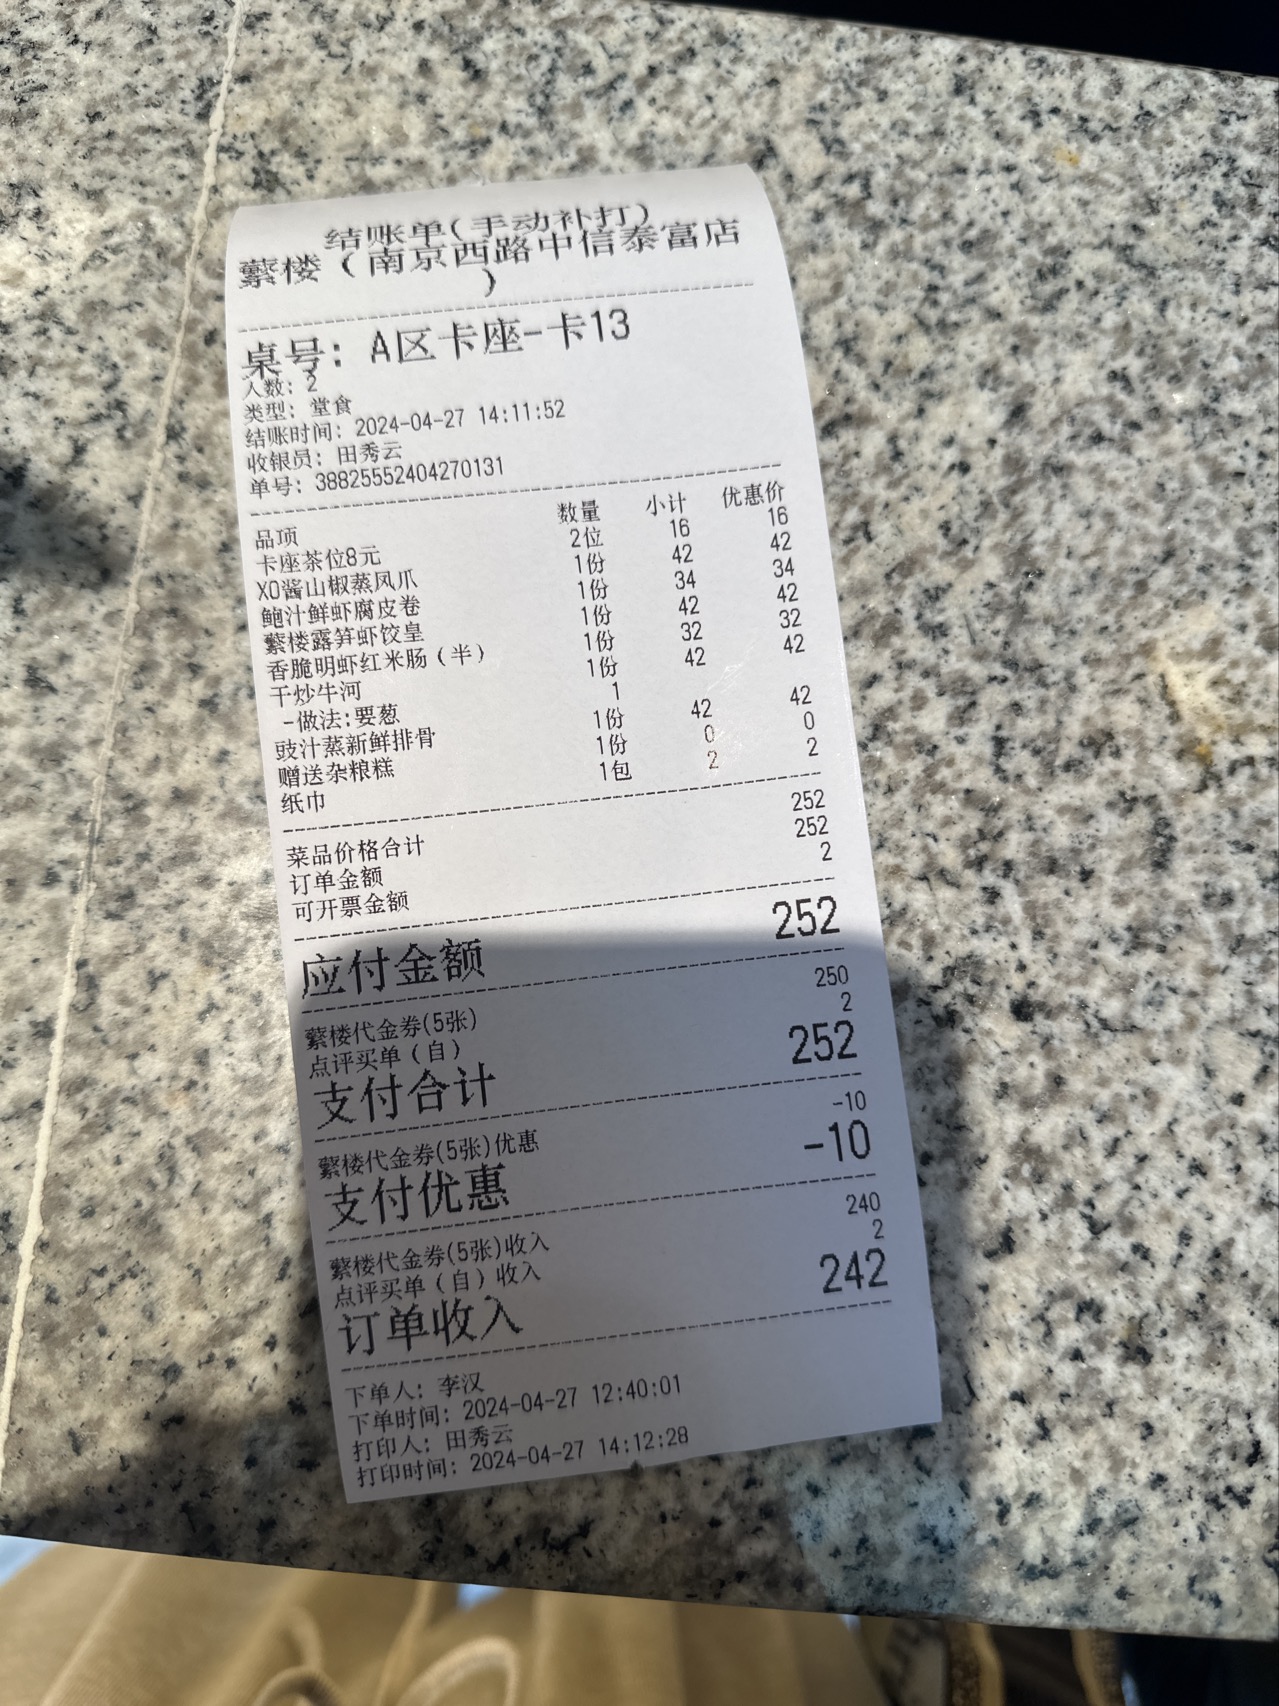 结账单(手动补打)
蘩楼（南京西路中信泰富店
）
桌号: A区卡座-卡13
人数: 2
类型: 堂食
结账时间: 2024-04-27 14:11:52
收银员: 田秀云
单号: 38825552404270131
品项 数量 小计 优惠价
卡座茶位8元 2位 16 16
XO酱山椒蒸凤爪 1份 42 42
鲍汁鲜虾腐皮卷 1份 34 34
蘩楼露笋虾饺皇 1份 42 42
香脆明虾红米肠（半） 1份 32 32
干炒牛河 1份 42 42
-做法:要葱 1
豉汁蒸新鲜排骨 1份 42 42
赠送杂粮糕 1份 0 0
纸巾 1包 2 2
菜品价格合计 252
订单金额 252
可开票金额 2
应付金额 252
蘩楼代金券(5张) 250
点评买单（自） 2
支付合计 252
蘩楼代金券(5张)优惠 -10
支付优惠 -10
蘩楼代金券(5张)收入 240
点评买单（自）收入 2
订单收入 242
下单人: 李汉
下单时间: 2024-04-27 12:40:01
打印人: 田秀云
打印时间: 2024-04-27 14:12:28